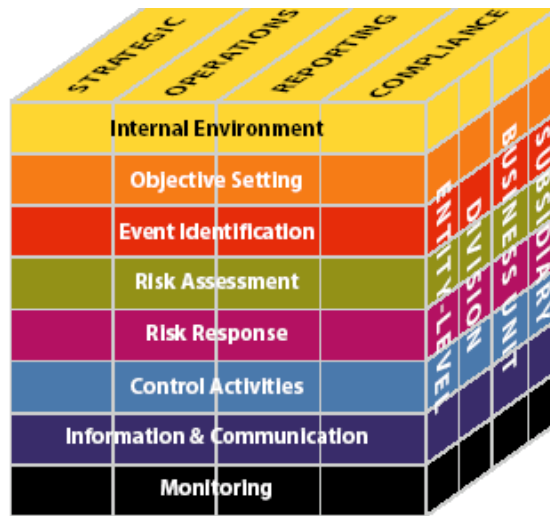 STRATEGIC
OPERATIONS
REPORTING
COMPLIANCE
Internal Environment
Objective Setting
Event Identification
Risk Assessment
Risk Response
Control Activities
Information & Communication
Monitoring
ENTITY-LEVEL
DIVISION
BUSINESS UNIT
SUBSIDIARY